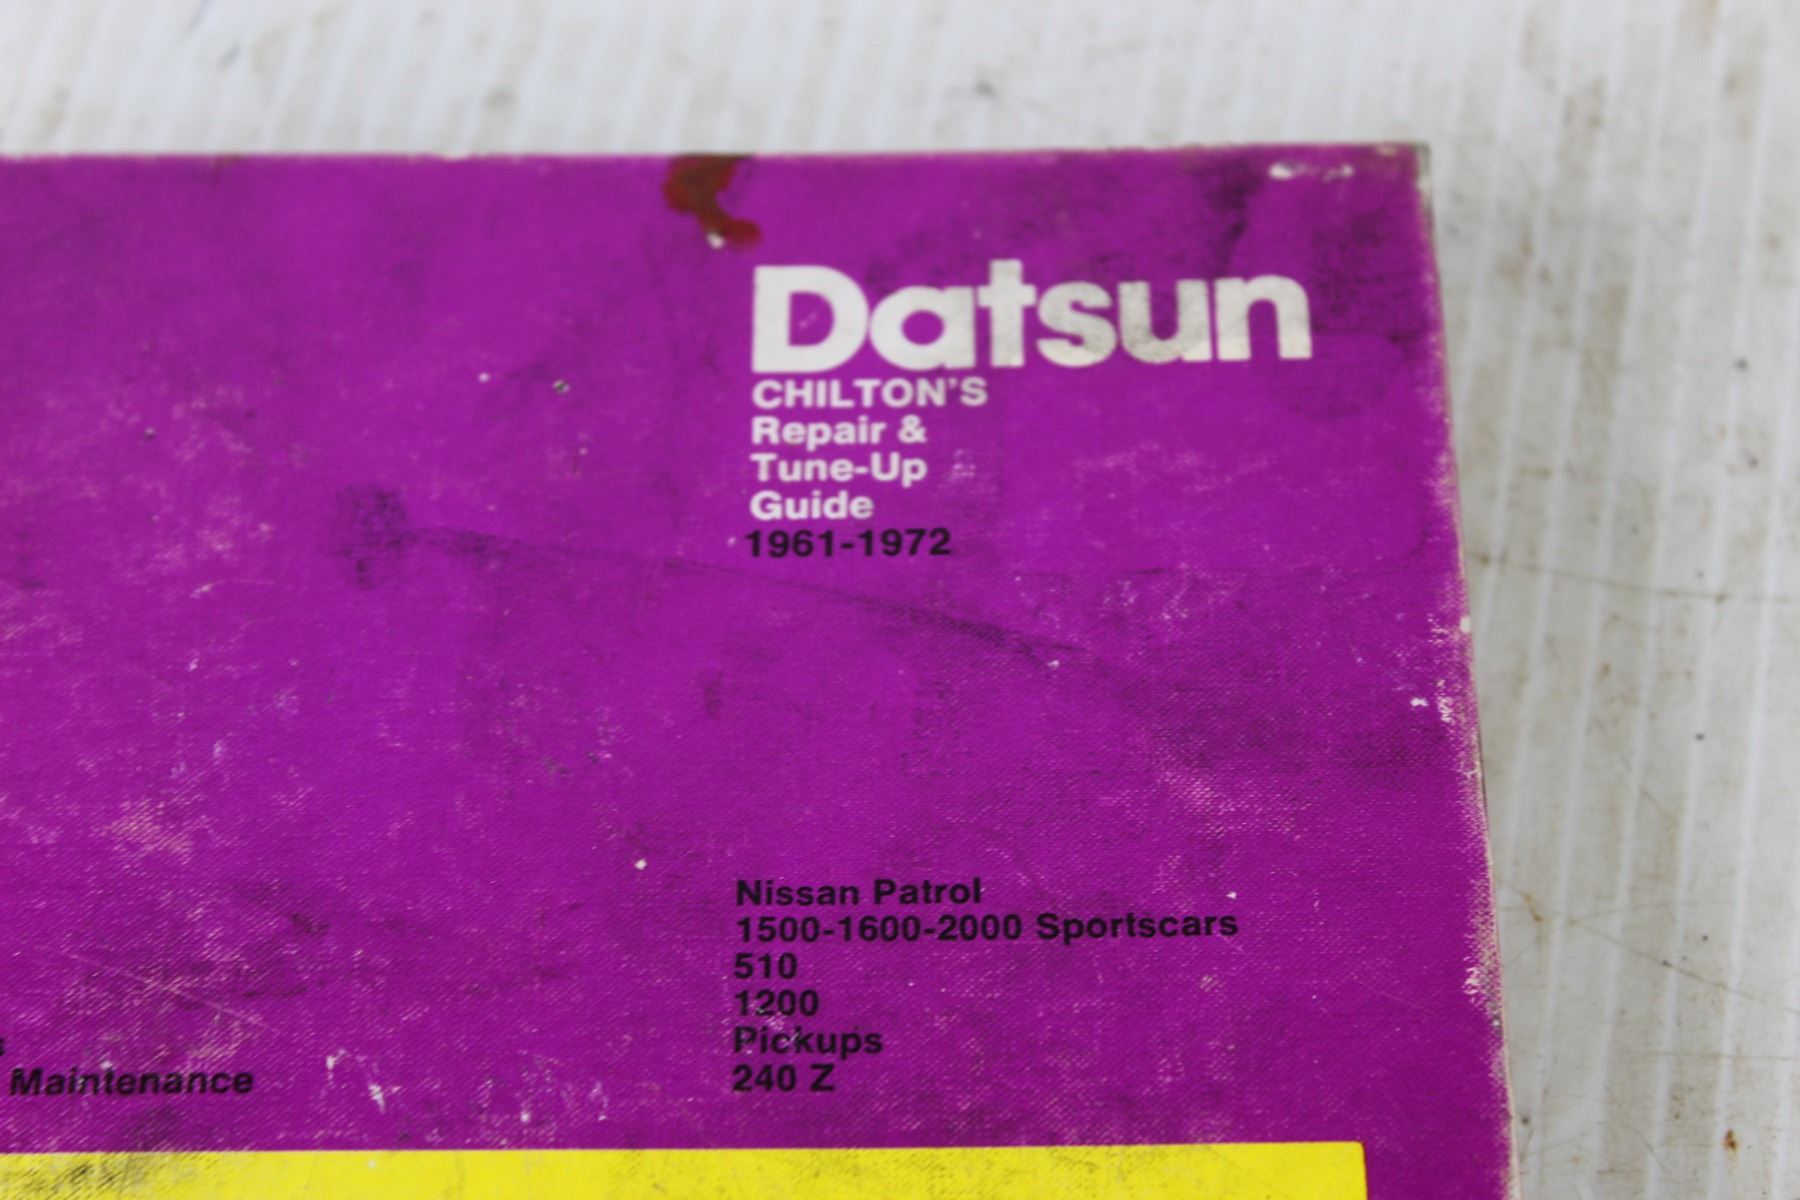 Datsun
CHILTON'S
Repair &
Tune-Up
Guide
1961-1972
Nissan Patrol
1500-1600-2000 Sportscars
510
1200
Pickups
240 Z
Maintenance